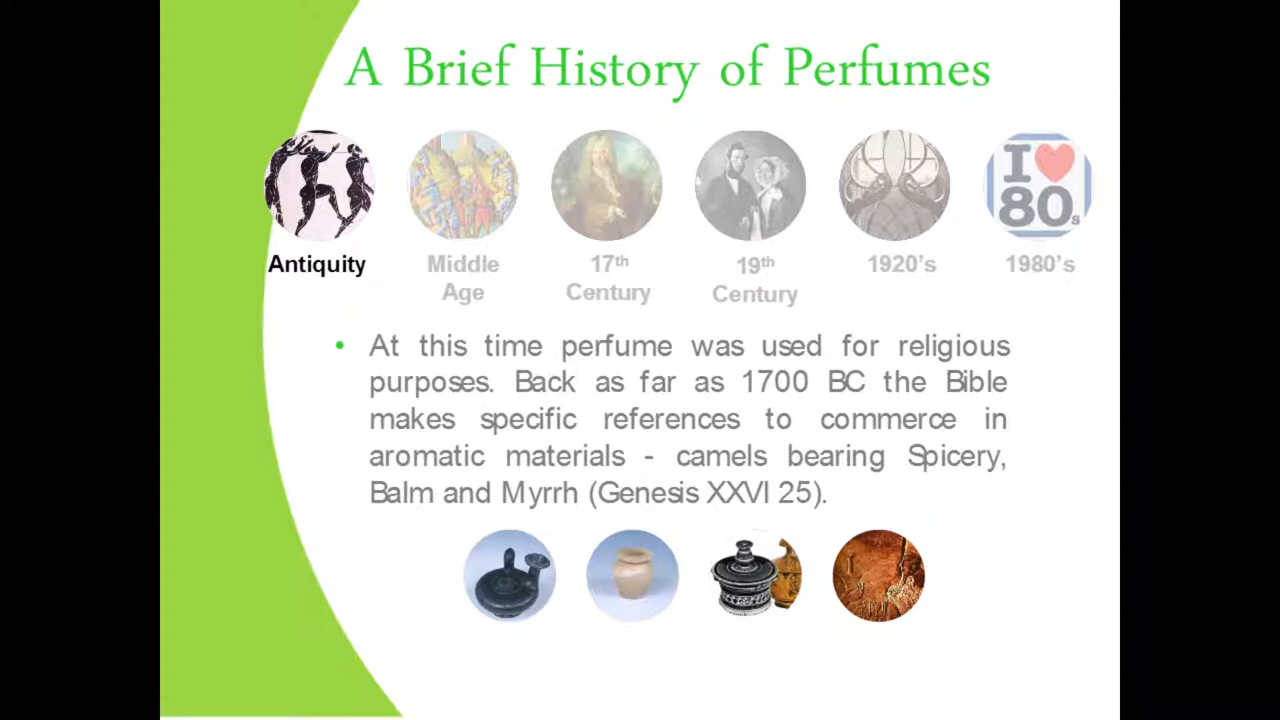 A Brief History of Perfumes
I ❤ 80s
Antiquity
Middle Age
17th Century
19th Century
1920's
1980's
• At this time perfume was used for religious
purposes. Back as far as 1700 BC the Bible
makes specific references to commerce in
aromatic materials - camels bearing Spicery,
Balm and Myrrh (Genesis XXVI 25).